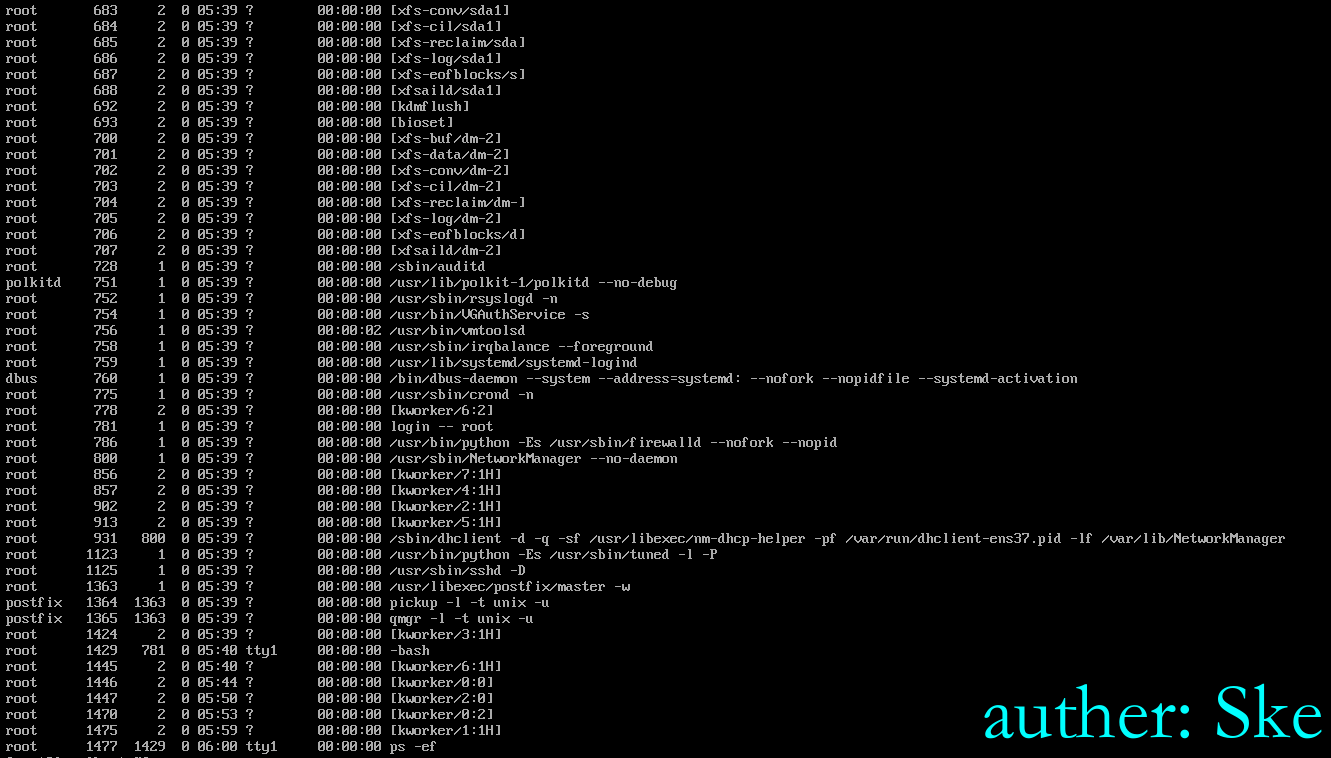 root 683 2 0 05:39 ? 00:00:00 [xfs-conv/sda1]
root 684 2 0 05:39 ? 00:00:00 [xfs-cil/sda1]
root 685 2 0 05:39 ? 00:00:00 [xfs-reclaim/sda]
root 686 2 0 05:39 ? 00:00:00 [xfs-log/sda1]
root 687 2 0 05:39 ? 00:00:00 [xfs-eofblocks/s]
root 688 2 0 05:39 ? 00:00:00 [xfsaild/sda1]
root 692 2 0 05:39 ? 00:00:00 [kdmflush]
root 693 2 0 05:39 ? 00:00:00 [bioset]
root 700 2 0 05:39 ? 00:00:00 [xfs-buf/dm-2]
root 701 2 0 05:39 ? 00:00:00 [xfs-data/dm-2]
root 702 2 0 05:39 ? 00:00:00 [xfs-conv/dm-2]
root 703 2 0 05:39 ? 00:00:00 [xfs-cil/dm-2]
root 704 2 0 05:39 ? 00:00:00 [xfs-reclaim/dm-]
root 705 2 0 05:39 ? 00:00:00 [xfs-log/dm-2]
root 706 2 0 05:39 ? 00:00:00 [xfs-eofblocks/d]
root 707 2 0 05:39 ? 00:00:00 [xfsaild/dm-2]
root 728 1 0 05:39 ? 00:00:00 /sbin/auditd
polkitd 751 1 0 05:39 ? 00:00:00 /usr/lib/polkit-1/polkitd --no-debug
root 752 1 0 05:39 ? 00:00:00 /usr/sbin/rsyslogd -n
root 754 1 0 05:39 ? 00:00:00 /usr/bin/VGAuthService -s
root 756 1 0 05:39 ? 00:00:02 /usr/bin/vmtoolsd
root 758 1 0 05:39 ? 00:00:00 /usr/sbin/irqbalance --foreground
root 759 1 0 05:39 ? 00:00:00 /usr/lib/systemd/systemd-logind
dbus 760 1 0 05:39 ? 00:00:00 /bin/dbus-daemon --system --address=systemd: --nofork --nopidfile --systemd-activation
root 775 1 0 05:39 ? 00:00:00 /usr/sbin/crond -n
root 778 2 0 05:39 ? 00:00:00 [kworker/6:2]
root 781 1 0 05:39 ? 00:00:00 login -- root
root 786 1 0 05:39 ? 00:00:00 /usr/bin/python -Es /usr/sbin/firewalld --nofork --nopid
root 800 1 0 05:39 ? 00:00:00 /usr/sbin/NetworkManager --no-daemon
root 856 2 0 05:39 ? 00:00:00 [kworker/7:1H]
root 857 2 0 05:39 ? 00:00:00 [kworker/4:1H]
root 902 2 0 05:39 ? 00:00:00 [kworker/2:1H]
root 913 2 0 05:39 ? 00:00:00 [kworker/5:1H]
root 931 800 0 05:39 ? 00:00:00 /sbin/dhclient -d -q -sf /usr/libexec/nm-dhcp-helper -pf /var/run/dhclient-ens37.pid -lf /var/lib/NetworkManager
root 1123 1 0 05:39 ? 00:00:00 /usr/bin/python -Es /usr/sbin/tuned -l -P
root 1125 1 0 05:39 ? 00:00:00 /usr/sbin/sshd -D
root 1363 1 0 05:39 ? 00:00:00 /usr/libexec/postfix/master -w
postfix 1364 1363 0 05:39 ? 00:00:00 pickup -l -t unix -u
postfix 1365 1363 0 05:39 ? 00:00:00 qmgr -l -t unix -u
root 1424 2 0 05:39 ? 00:00:00 [kworker/3:1H]
root 1429 781 0 05:40 tty1 00:00:00 -bash
root 1445 2 0 05:40 ? 00:00:00 [kworker/6:1H]
root 1446 2 0 05:44 ? 00:00:00 [kworker/0:0]
root 1447 2 0 05:50 ? 00:00:00 [kworker/2:0]
root 1470 2 0 05:53 ? 00:00:00 [kworker/0:2]
root 1475 2 0 05:59 ? 00:00:00 [kworker/1:1H]
root 1477 1429 0 06:00 tty1 00:00:00 ps -ef
auther: Ske